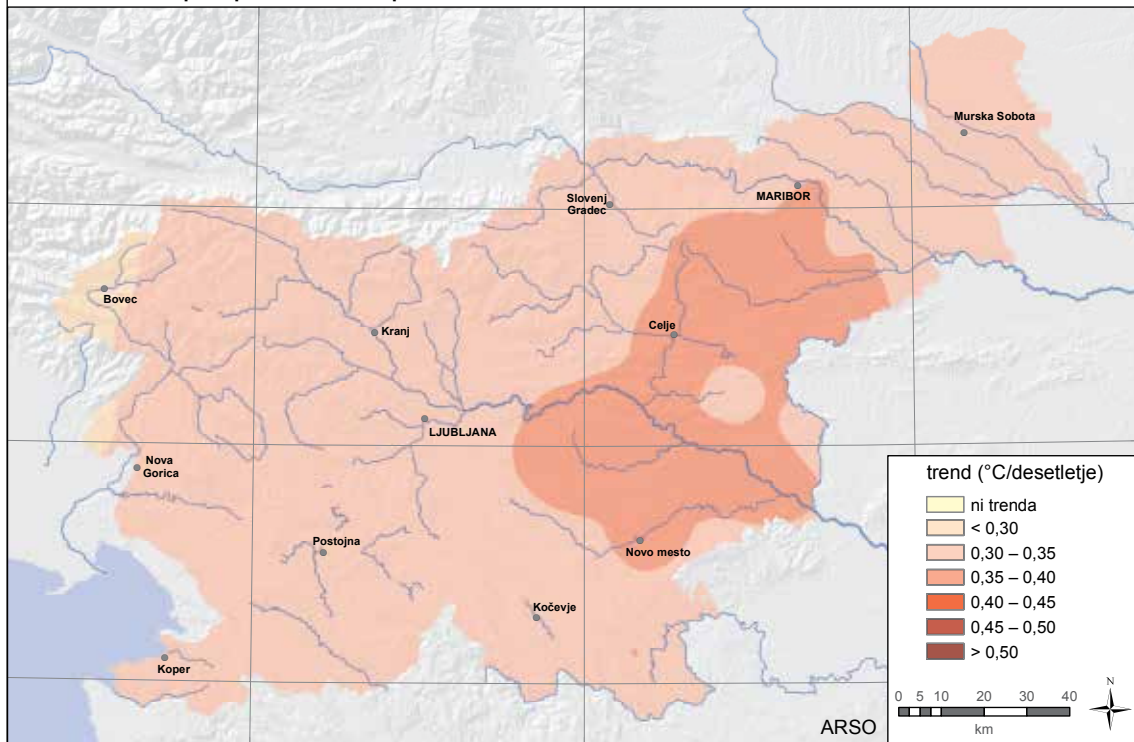 Murska Sobota
MARIBOR
Slovenj
Gradec
Bovec
Kranj
Celje
LJUBLJANA
Nova
Gorica
Postojna
Novo mesto
Kočevje
Koper
trend (°C/desetletje)
ni trenda
< 0,30
0,30 – 0,35
0,35 – 0,40
0,40 – 0,45
0,45 – 0,50
> 0,50
N
0 5 10 20 30 40
km
ARSO